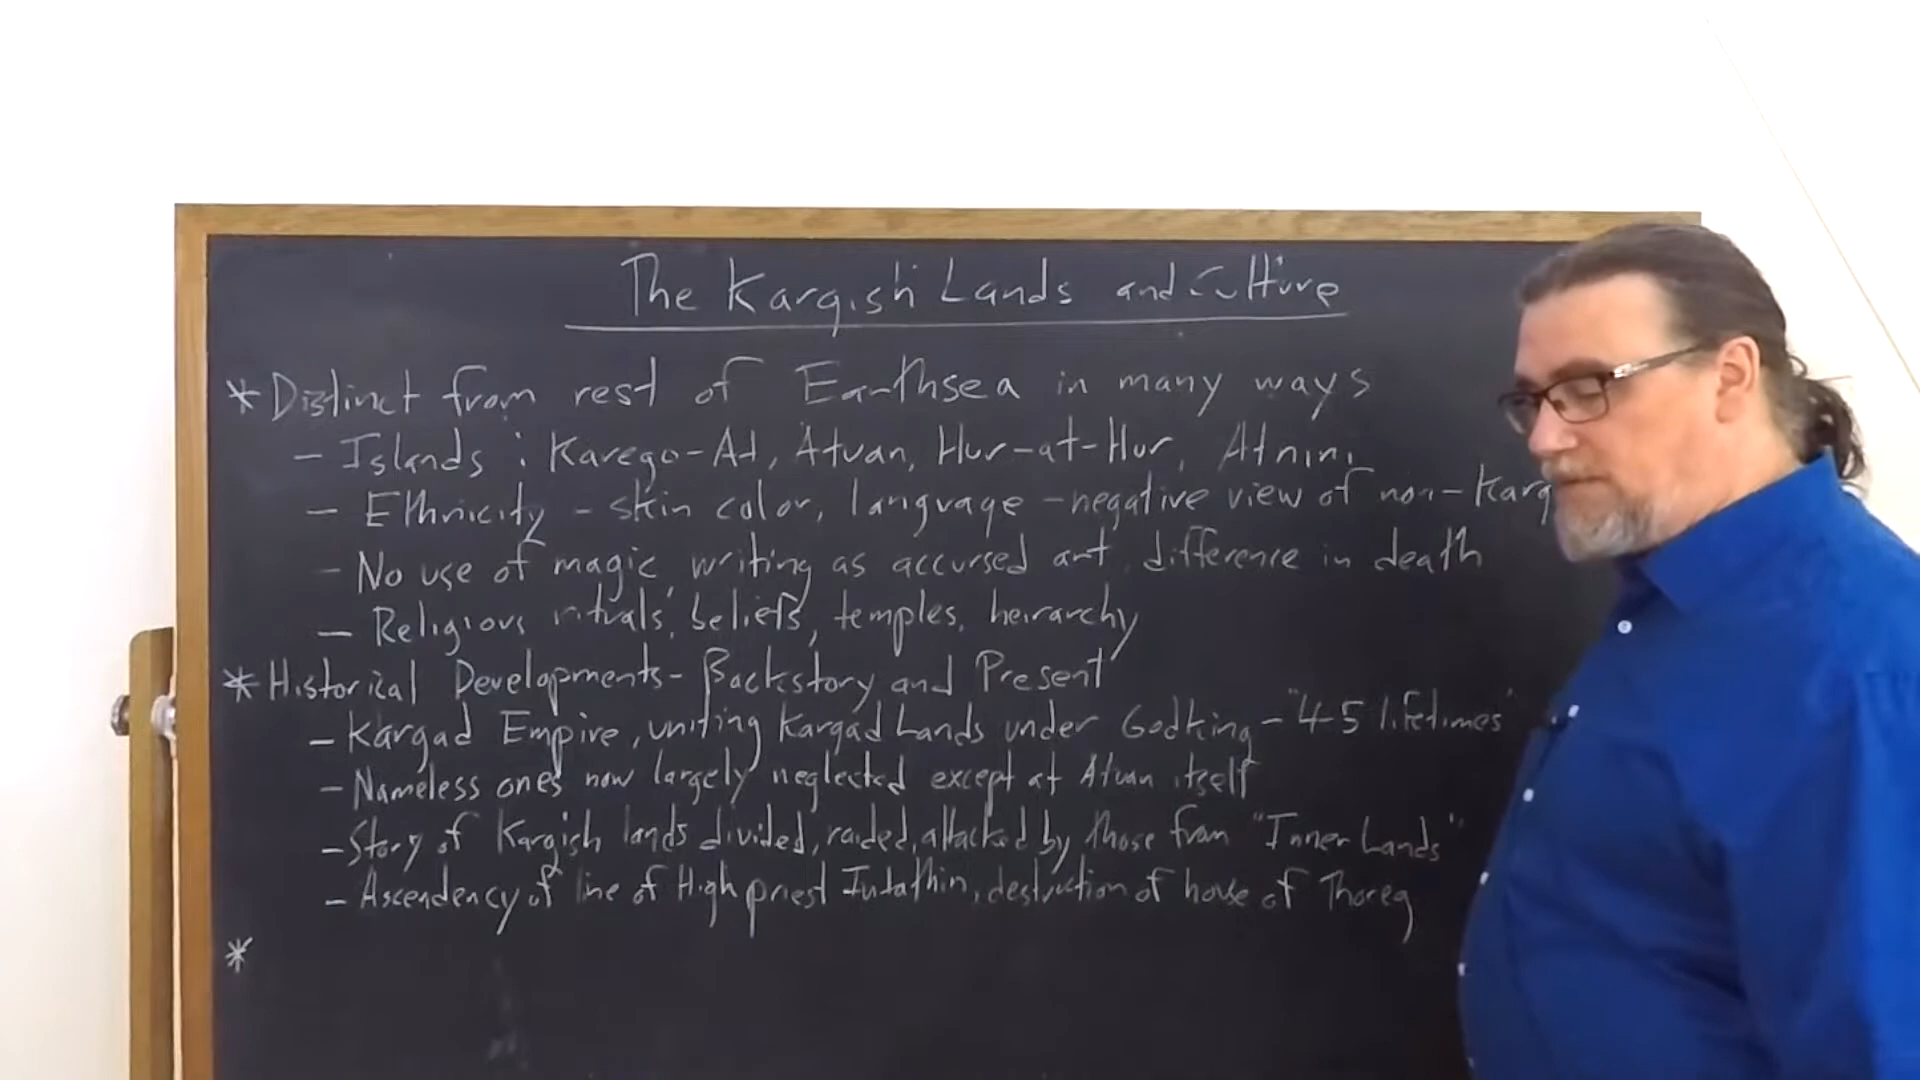 The Kargish Lands and Culture
* Distinct from rest of Earthsea in many ways
- Islands : Karego-At, Atuan, Hur-at-Hur, Atnini
- Ethnicity - skin color, language - negative view of non-Karg
- No use of magic, writing as accursed art, difference in death
- Religious rituals, beliefs, temples, heirarchy
* Historical Developments - Backstory and Present
- Kargad Empire, uniting Kargad Lands under Godking - "4-5 lifetimes"
- Nameless ones now largely neglected except at Atuan itself
- Story of Kargish lands divided, raided, attacked by those from "Inner Lands"
- Ascendency of line of High priest Intathin, destruction of house of Thoreg
*